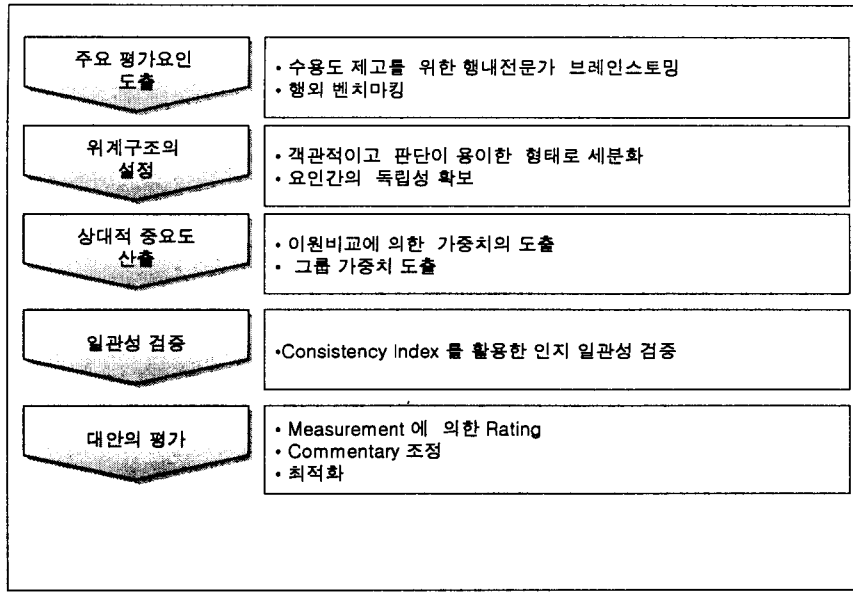 주요 평가요인
도출
• 수용도 제고를 위한 행내전문가 브레인스토밍
• 행외 벤치마킹
위계구조의
설정
• 객관적이고 판단이 용이한 형태로 세분화
• 요인간의 독립성 확보
상대적 중요도
산출
• 이원비교에 의한 가중치의 도출
• 그룹 가중치 도출
일관성 검증
•Consistency Index 를 활용한 인지 일관성 검증
대안의 평가
• Measurement 에 의한 Rating
• Commentary 조정
• 최적화